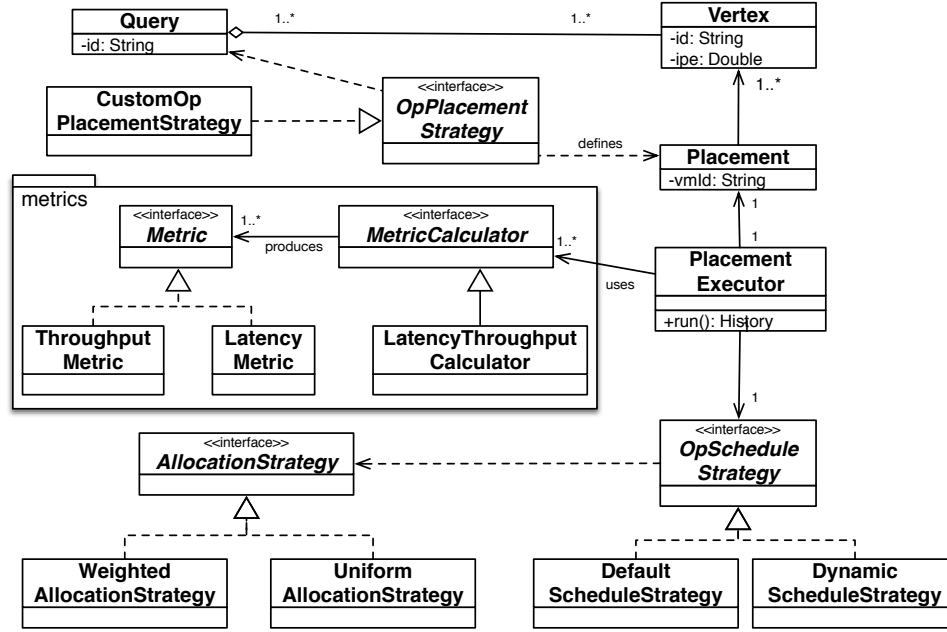 Query
-id: String
1..*
1..*
Vertex
-id: String
-ipe: Double
1..*
CustomOp
PlacementStrategy
<<interface>>
OpPlacement
Strategy
defines
Placement
-vmId: String
1
1
metrics
<<interface>>
Metric
1..*
produces
<<interface>>
MetricCalculator
1..*
uses
Placement
Executor
+run(): History
1
1
Throughput
Metric
Latency
Metric
LatencyThroughput
Calculator
<<interface>>
AllocationStrategy
<<interface>>
OpSchedule
Strategy
Weighted
AllocationStrategy
Uniform
AllocationStrategy
Default
ScheduleStrategy
Dynamic
ScheduleStrategy